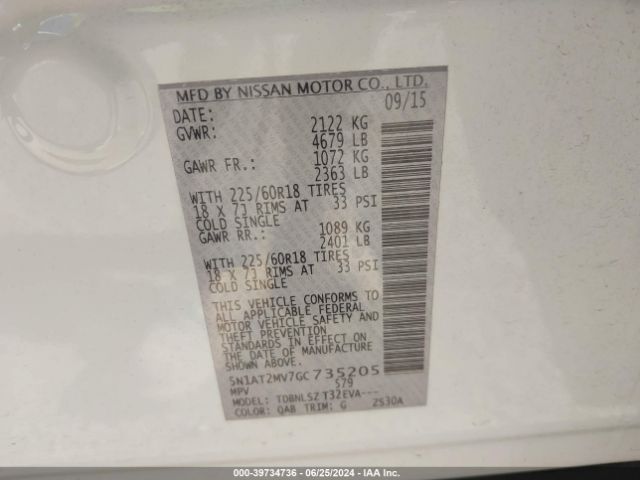 MFD BY NISSAN MOTOR CO., LTD.
DATE: 09/15
GVWR: 2122 KG
4679 LB
GAWR FR.: 1072 KG
2363 LB
WITH 225/60R18 TIRES
18 X 7J RIMS AT 33 PSI
COLD SINGLE
GAWR RR.: 1089 KG
2401 LB
WITH 225/60R18 TIRES
18 X 7J RIMS AT 33 PSI
COLD SINGLE
THIS VEHICLE CONFORMS TO
ALL APPLICABLE FEDERAL
MOTOR VEHICLE SAFETY AND
THEFT PREVENTION
STANDARDS IN EFFECT ON
THE DATE OF MFR. SHOWN
ABOVE.
5N1AT2MV7GC735205
MPV S79
MODEL: TDBNLSZ T32EVA---
COLOR: QAB TRIM: G 2S30A
000-39734736 - 06/25/2024 - IAA Inc.